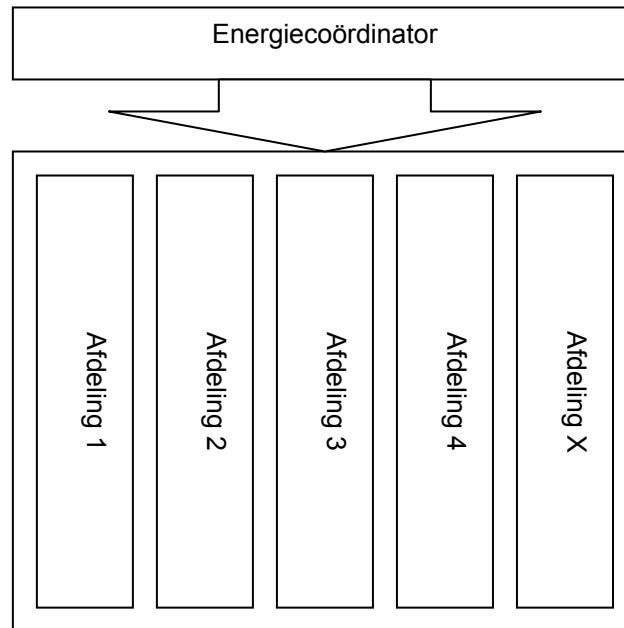 Energiecoördinator
Afdeling 1
Afdeling 2
Afdeling 3
Afdeling 4
Afdeling X